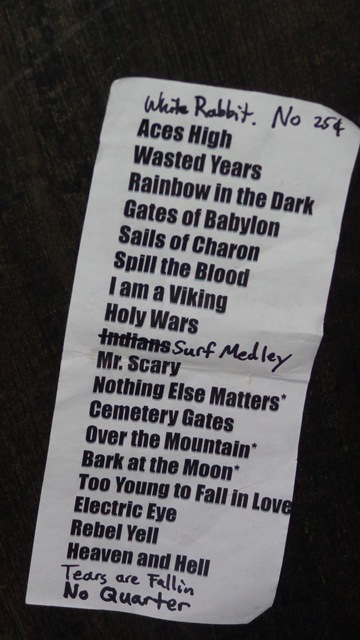 White Rabbit. No 25¢
Aces High
Wasted Years
Rainbow in the Dark
Gates of Babylon
Sails of Charon
Spill the Blood
I am a Viking
Holy Wars
Indians Surf Medley
Mr. Scary
Nothing Else Matters*
Cemetery Gates
Over the Mountain*
Bark at the Moon*
Too Young to Fall in Love
Electric Eye
Rebel Yell
Heaven and Hell
Tears are Fallin
No Quarter